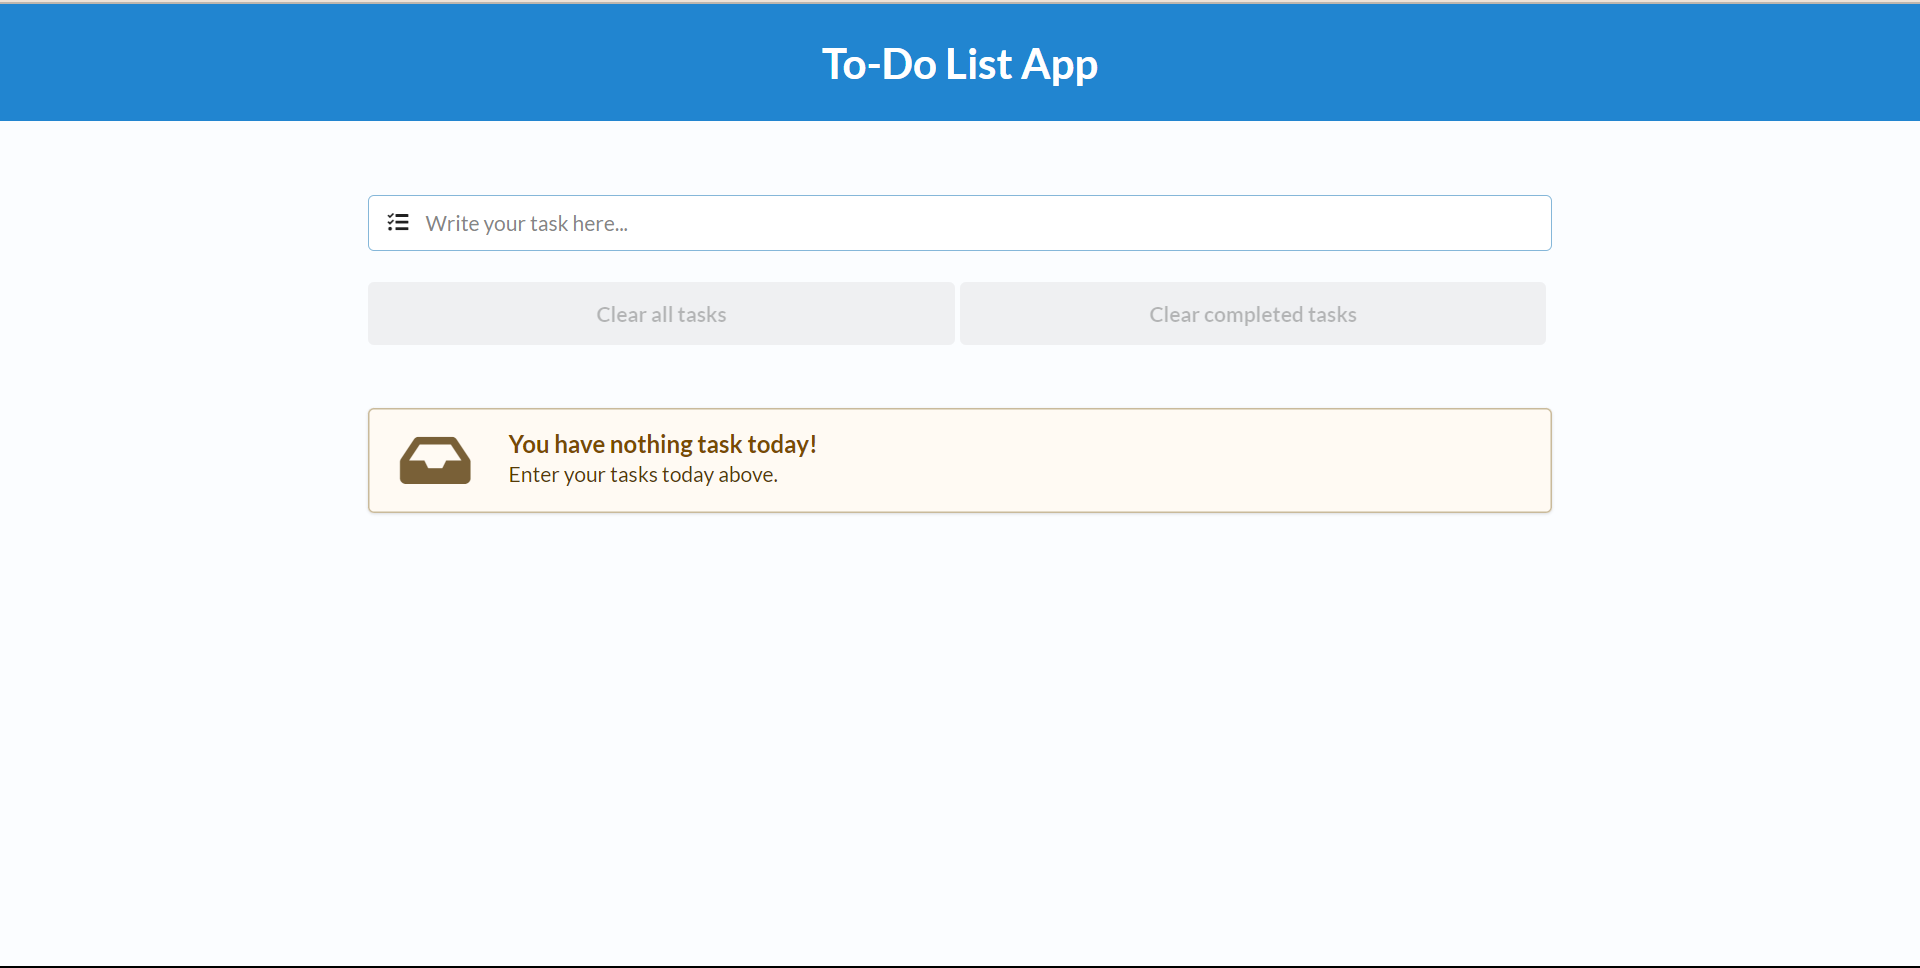 To-Do List App
Write your task here...
Clear all tasks
Clear completed tasks
You have nothing task today!
Enter your tasks today above.